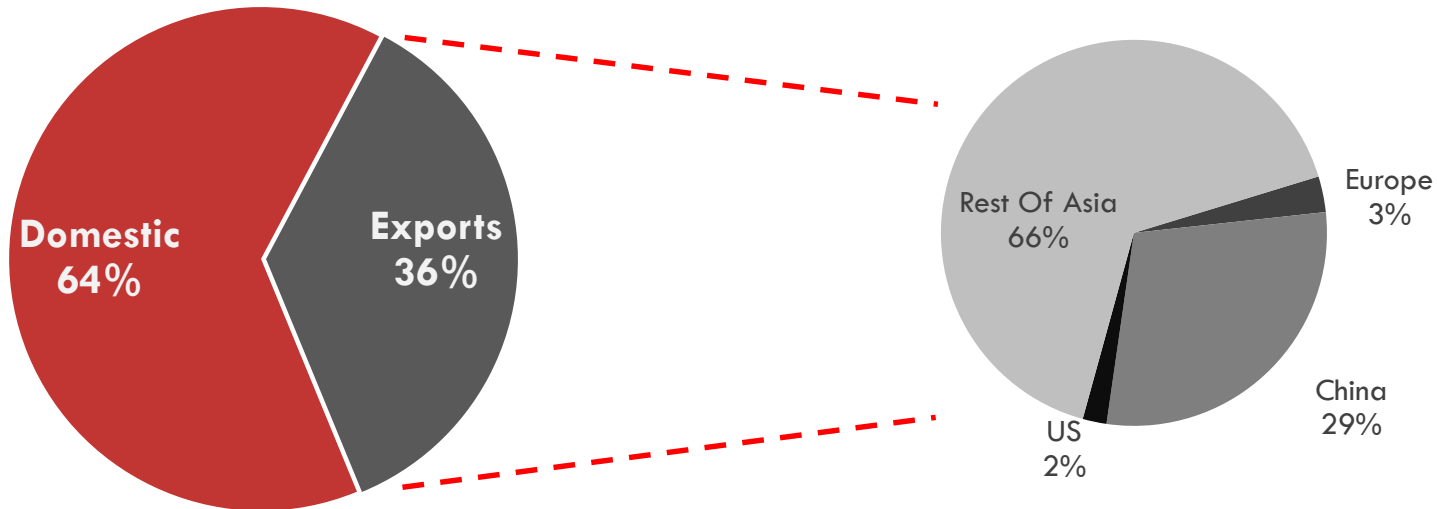 Domestic
64%
Exports
36%
Rest Of Asia
66%
Europe
3%
China
29%
US
2%